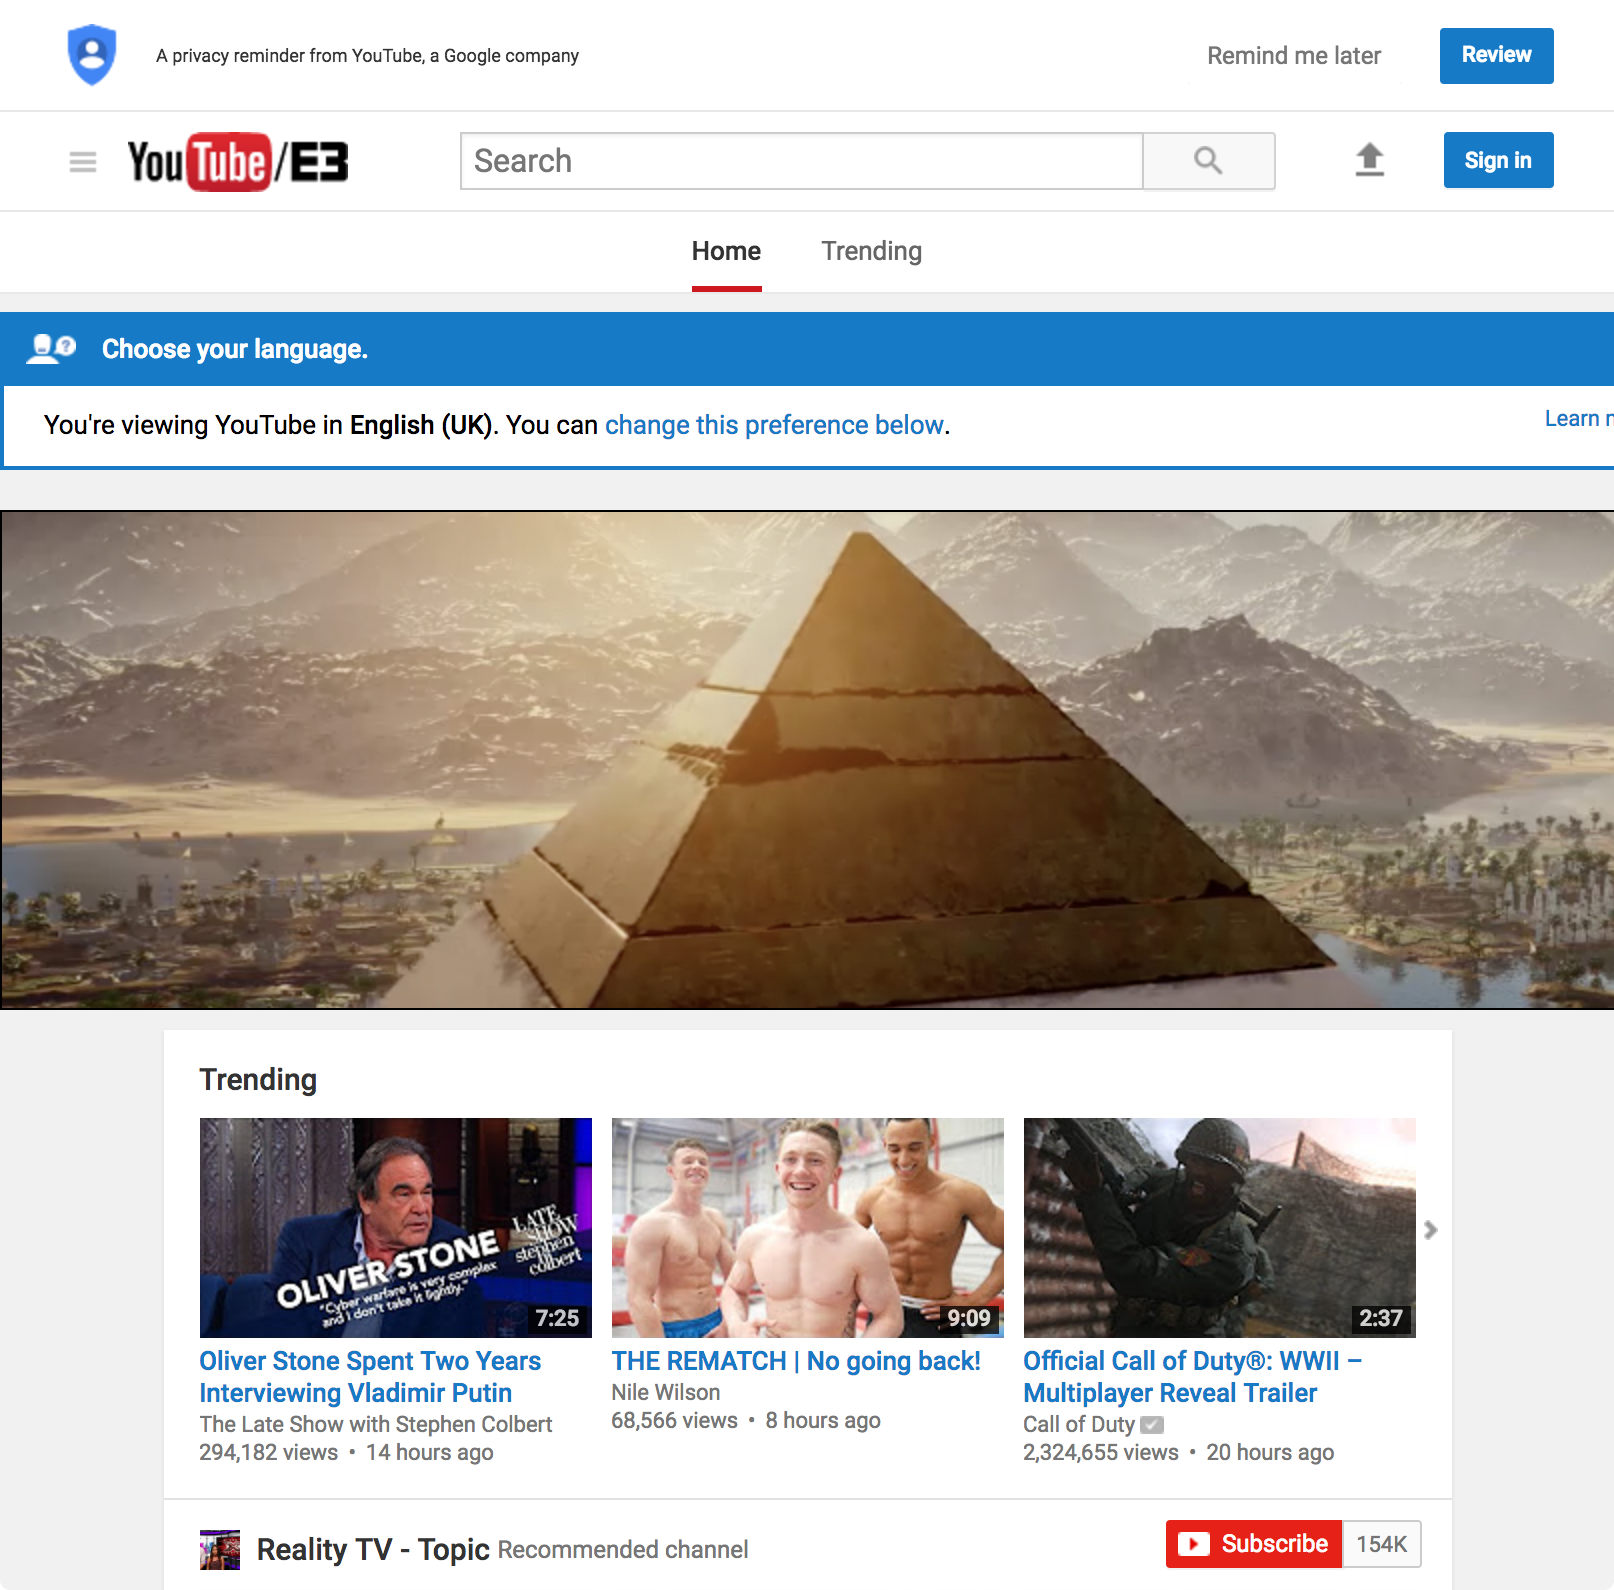 A privacy reminder from YouTube, a Google company
Remind me later
Review
YouTube/E3
Search
Sign in
Home
Trending
Choose your language.
You're viewing YouTube in English (UK). You can change this preference below.
Learn
Trending
LATE
SHOW
stephen
colbert
OLIVER STONE
"Cyber warfare is very complex
and I don't take it lightly."
7:25
9:09
2:37
Oliver Stone Spent Two Years
Interviewing Vladimir Putin
The Late Show with Stephen Colbert
294,182 views • 14 hours ago
THE REMATCH | No going back!
Nile Wilson
68,566 views • 8 hours ago
Official Call of Duty®: WWII –
Multiplayer Reveal Trailer
Call of Duty
2,324,655 views • 20 hours ago
Reality TV - Topic Recommended channel
Subscribe
154K